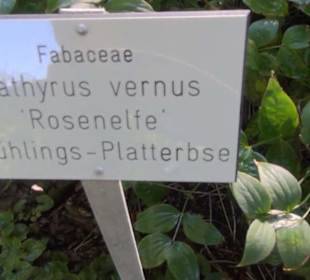 Fabaceae
athyrus vernus
'Rosenelfe'
ühlings-Platterbse